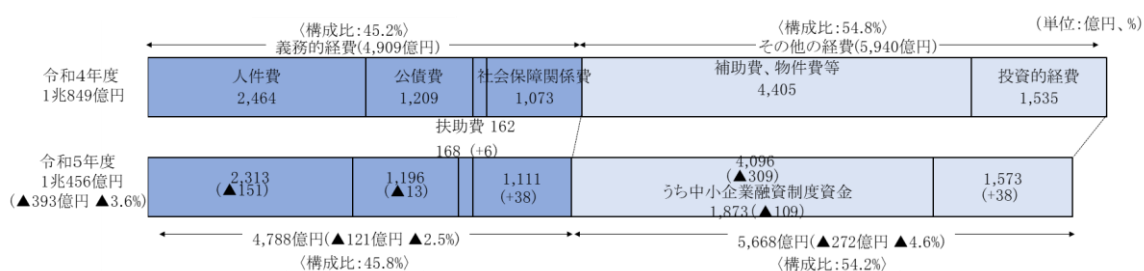 〈構成比:45.2%〉
〈構成比:54.8%〉
(単位:億円、%)
義務的経費(4,909億円)
その他の経費(5,940億円)
令和4年度
1兆849億円
人件費
2,464
公債費
1,209
社会保障関係費
1,073
補助費、物件費等
4,405
投資的経費
1,535
扶助費 162
168 (+6)
令和5年度
1兆456億円
(▲393億円 ▲3.6%)
2,313
(▲151)
1,196
(▲13)
1,111
(+38)
4,096
(▲309)
うち中小企業融資制度資金
1,873(▲109)
1,573
(+38)
4,788億円(▲121億円 ▲2.5%)
5,668億円(▲272億円 ▲4.6%)
〈構成比:45.8%〉
〈構成比:54.2%〉